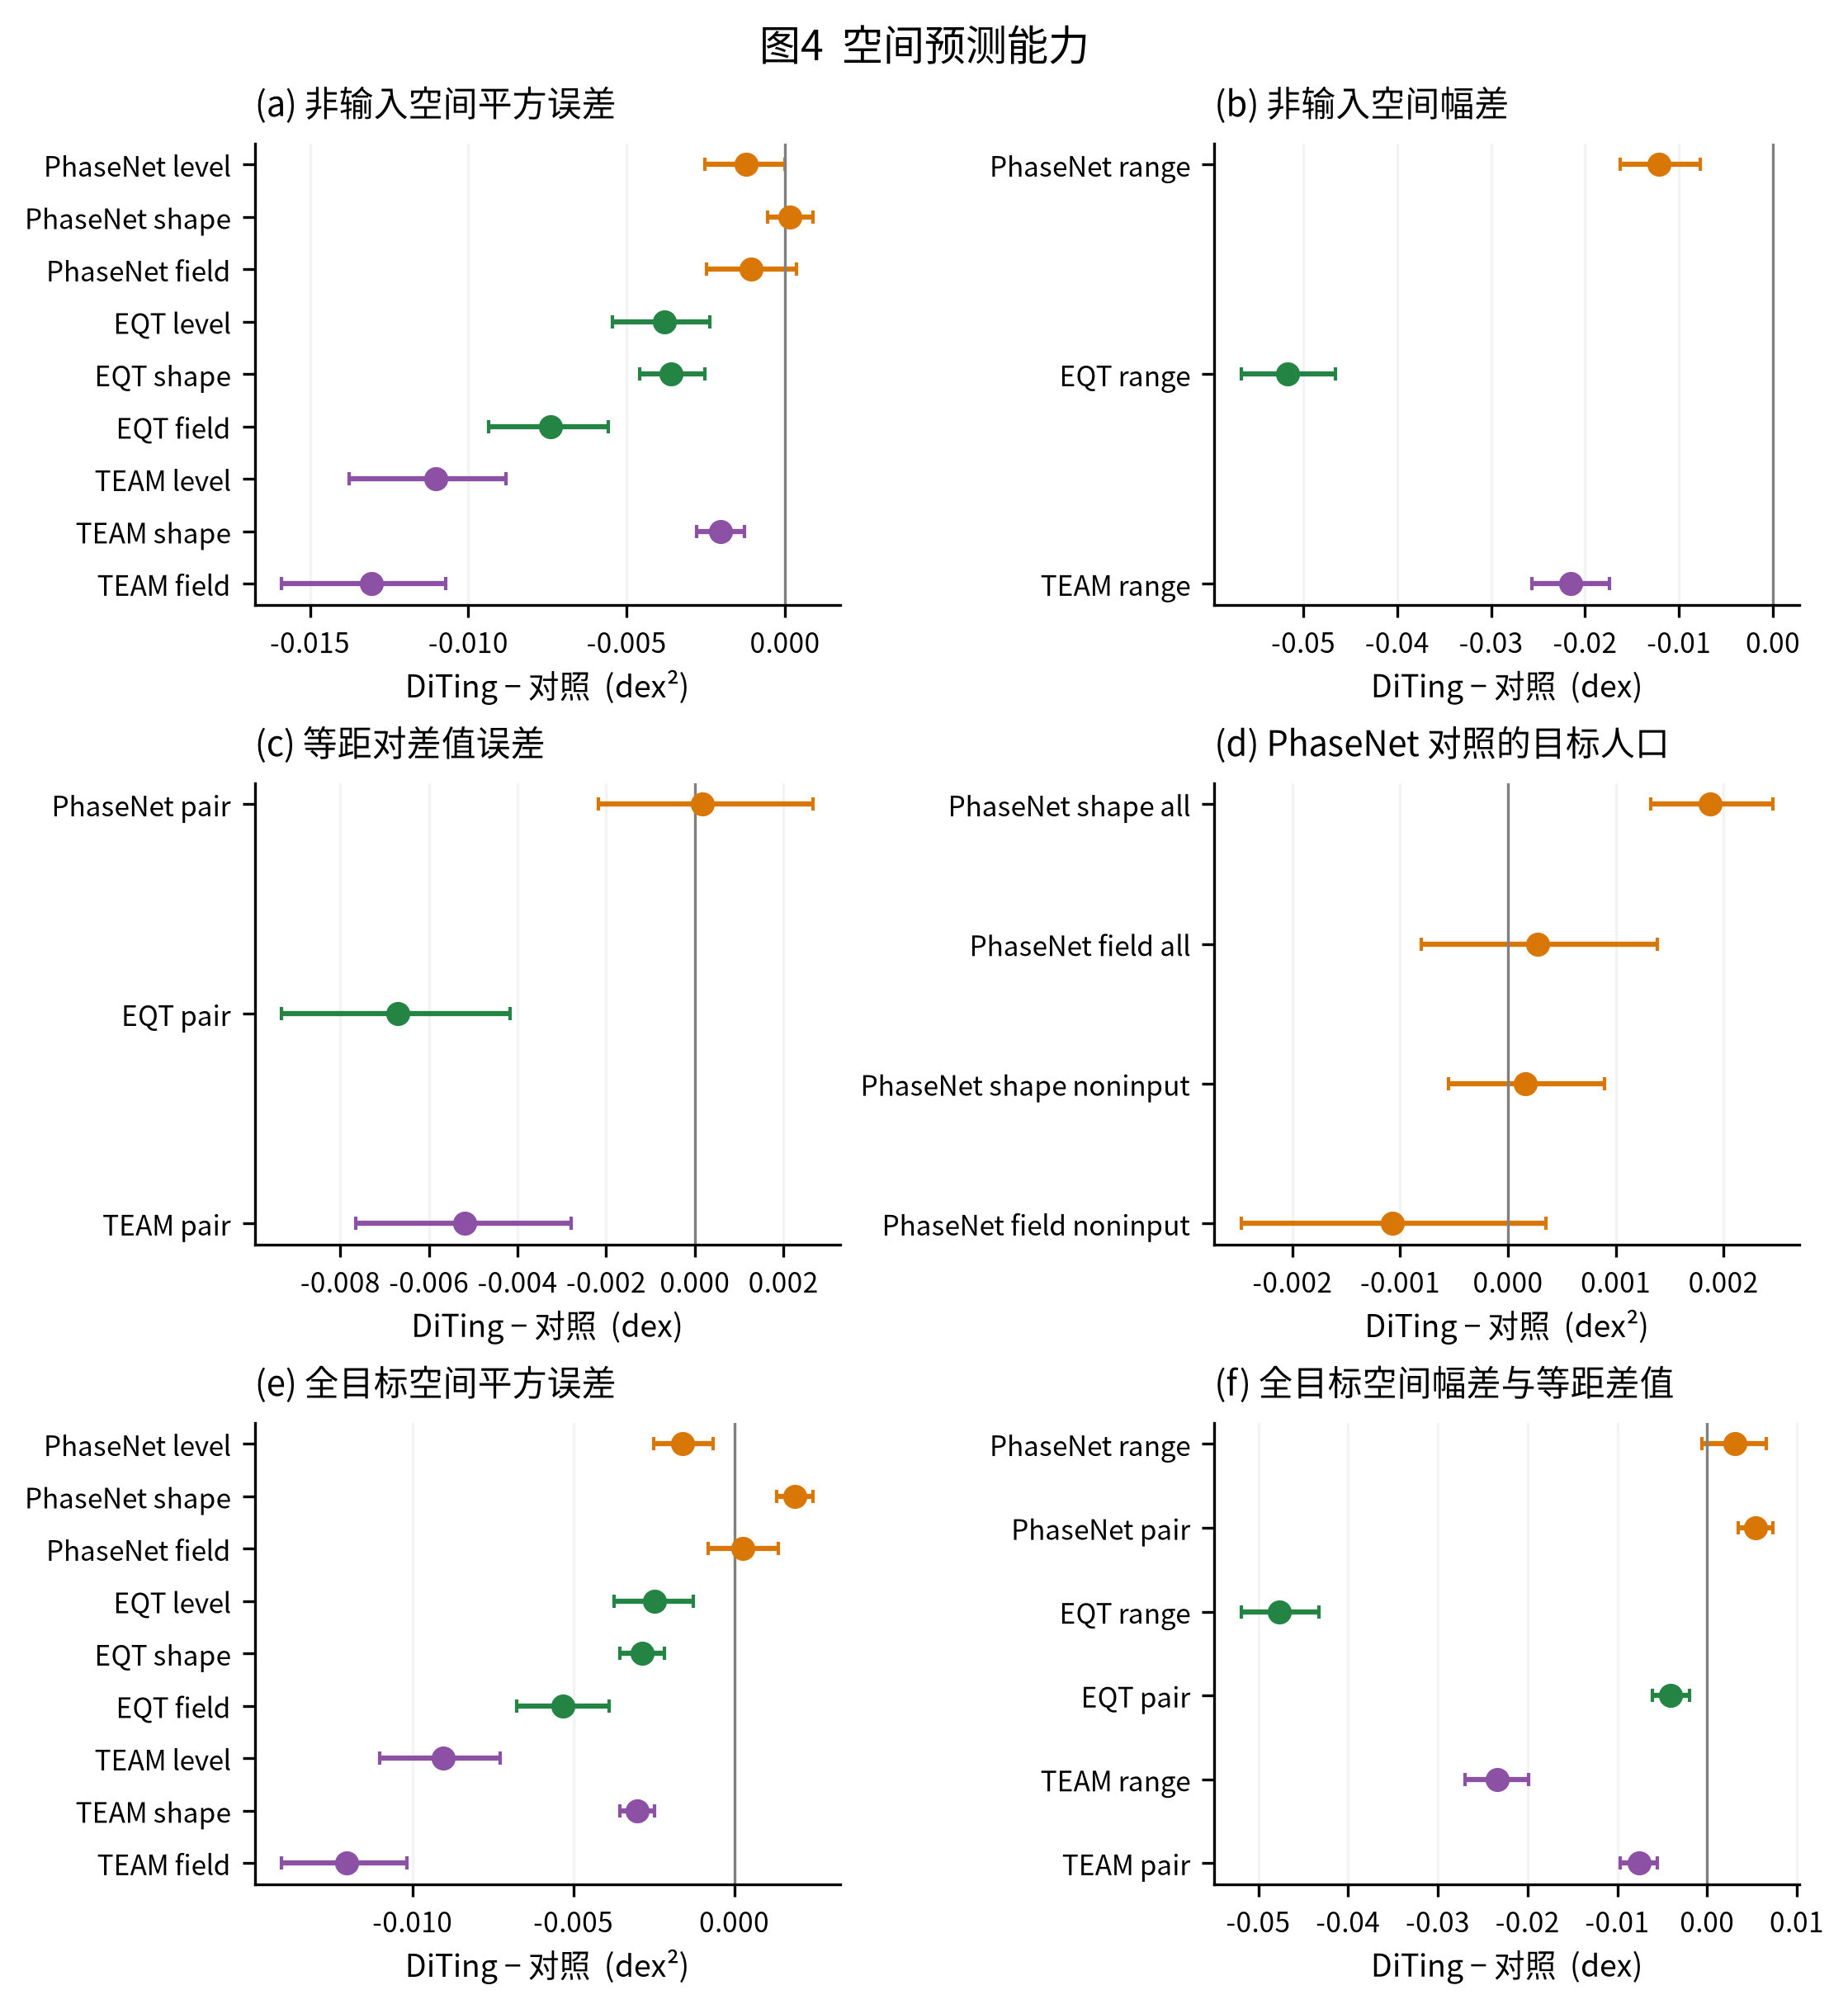 图4 空间预测能力
(a) 非输入空间平方误差
PhaseNet level
PhaseNet shape
PhaseNet field
EQT level
EQT shape
EQT field
TEAM level
TEAM shape
TEAM field
-0.015 -0.010 -0.005 0.000
DiTing − 对照 (dex²)
(b) 非输入空间幅差
PhaseNet range
EQT range
TEAM range
-0.05 -0.04 -0.03 -0.02 -0.01 0.00
DiTing − 对照 (dex)
(c) 等距对差值误差
PhaseNet pair
EQT pair
TEAM pair
-0.008 -0.006 -0.004 -0.002 0.000 0.002
DiTing − 对照 (dex)
(d) PhaseNet 对照的目标人口
PhaseNet shape all
PhaseNet field all
PhaseNet shape noninput
PhaseNet field noninput
-0.002 -0.001 0.000 0.001 0.002
DiTing − 对照 (dex²)
(e) 全目标空间平方误差
PhaseNet level
PhaseNet shape
PhaseNet field
EQT level
EQT shape
EQT field
TEAM level
TEAM shape
TEAM field
-0.010 -0.005 0.000
DiTing − 对照 (dex²)
(f) 全目标空间幅差与等距差值
PhaseNet range
PhaseNet pair
EQT range
EQT pair
TEAM range
TEAM pair
-0.05 -0.04 -0.03 -0.02 -0.01 0.00 0.01
DiTing − 对照 (dex)